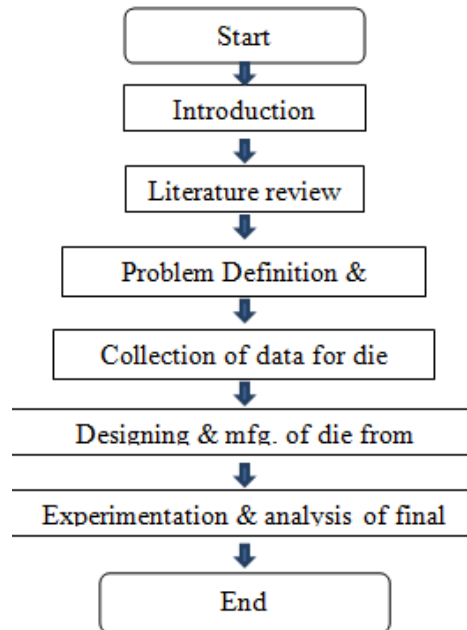 Start
Introduction
Literature review
Problem Definition &
Collection of data for die
Designing & mfg. of die from
Experimentation & analysis of final
End